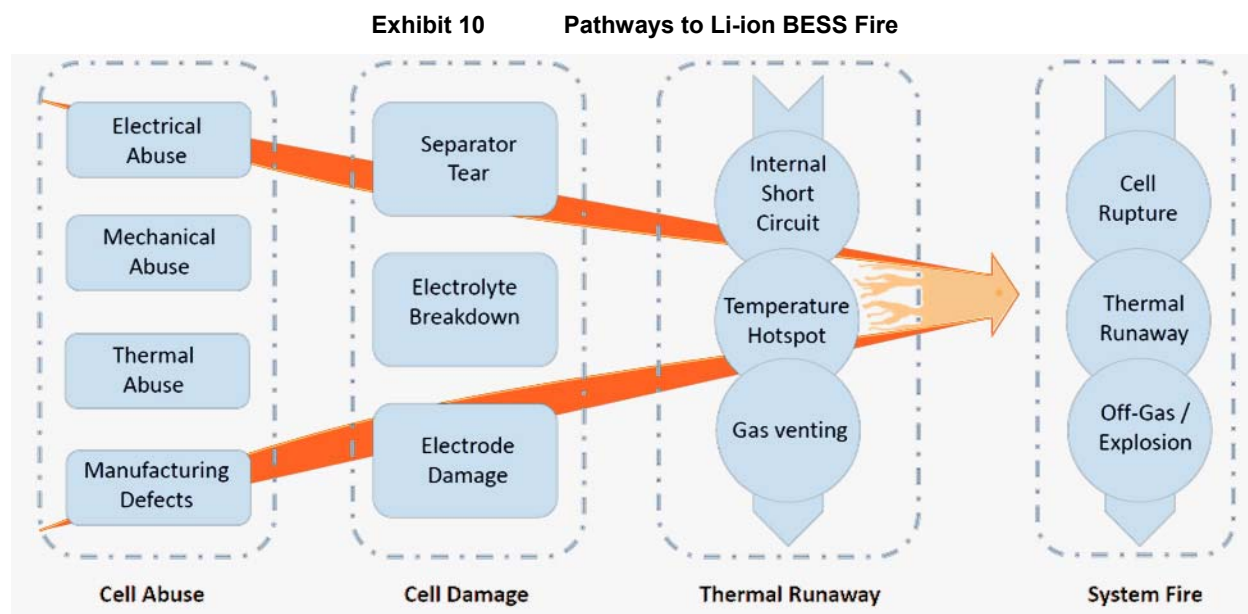 Exhibit 10 Pathways to Li-ion BESS Fire
Electrical
Abuse
Mechanical
Abuse
Thermal
Abuse
Manufacturing
Defects
Cell Abuse
Separator
Tear
Electrolyte
Breakdown
Electrode
Damage
Cell Damage
Internal
Short
Circuit
Temperature
Hotspot
Gas venting
Thermal Runaway
Cell
Rupture
Thermal
Runaway
Off-Gas /
Explosion
System Fire